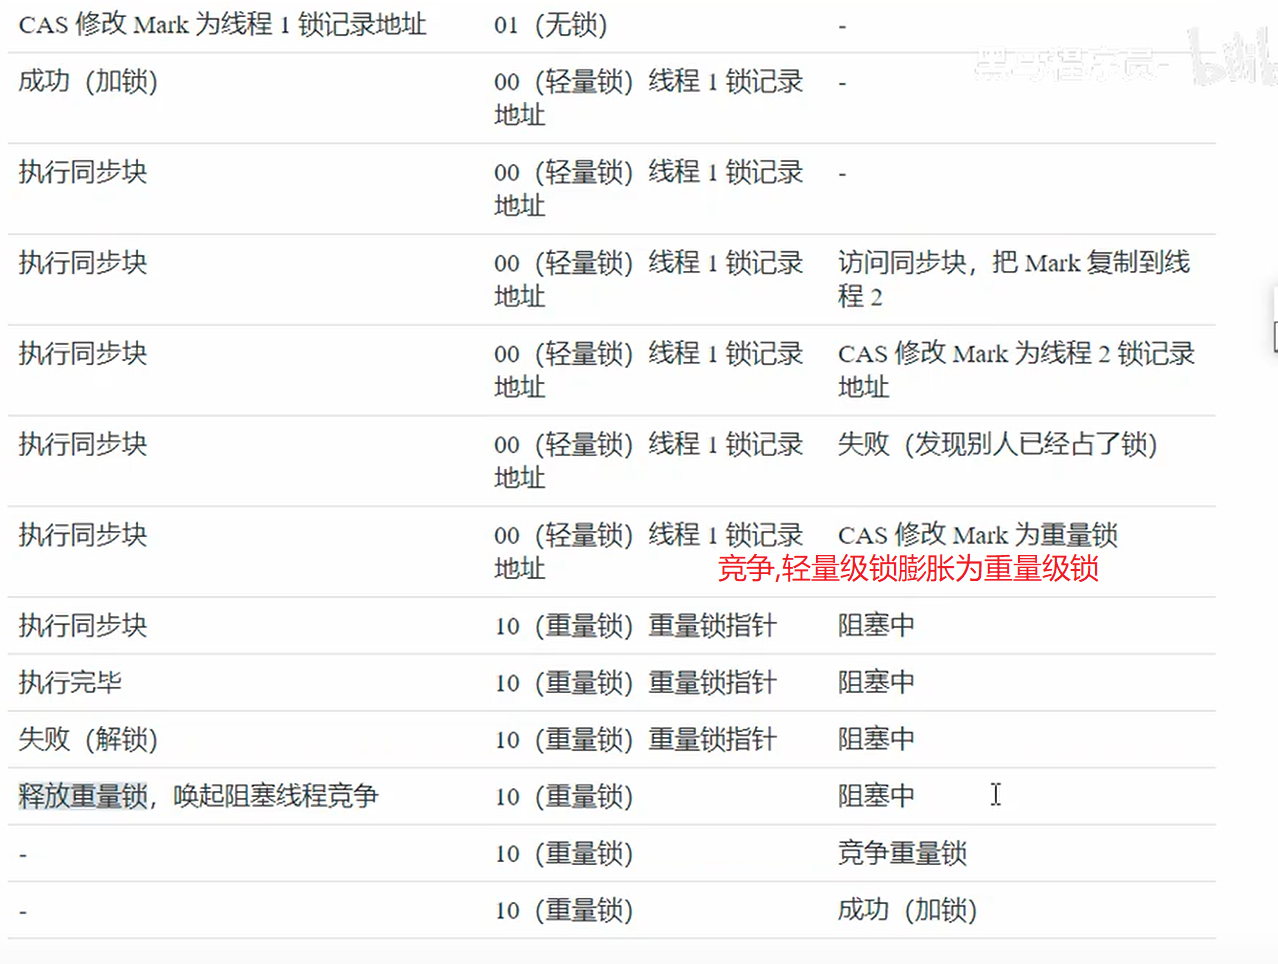 CAS 修改 Mark 为线程 1 锁记录地址 01（无锁） -
黑马程序员-
成功（加锁） 00（轻量锁）线程 1 锁记录 -
地址
执行同步块 00（轻量锁）线程 1 锁记录 -
地址
执行同步块 00（轻量锁）线程 1 锁记录 访问同步块，把 Mark 复制到线
地址 程 2
执行同步块 00（轻量锁）线程 1 锁记录 CAS 修改 Mark 为线程 2 锁记录
地址 地址
执行同步块 00（轻量锁）线程 1 锁记录 失败（发现别人已经占了锁）
地址
执行同步块 00（轻量锁）线程 1 锁记录 CAS 修改 Mark 为重量锁
地址 竞争,轻量级锁膨胀为重量级锁
执行同步块 10（重量锁）重量锁指针 阻塞中
执行完毕 10（重量锁）重量锁指针 阻塞中
失败（解锁） 10（重量锁）重量锁指针 阻塞中
释放重量锁，唤起阻塞线程竞争 10（重量锁） 阻塞中
- 10（重量锁） 竞争重量锁
- 10（重量锁） 成功（加锁）